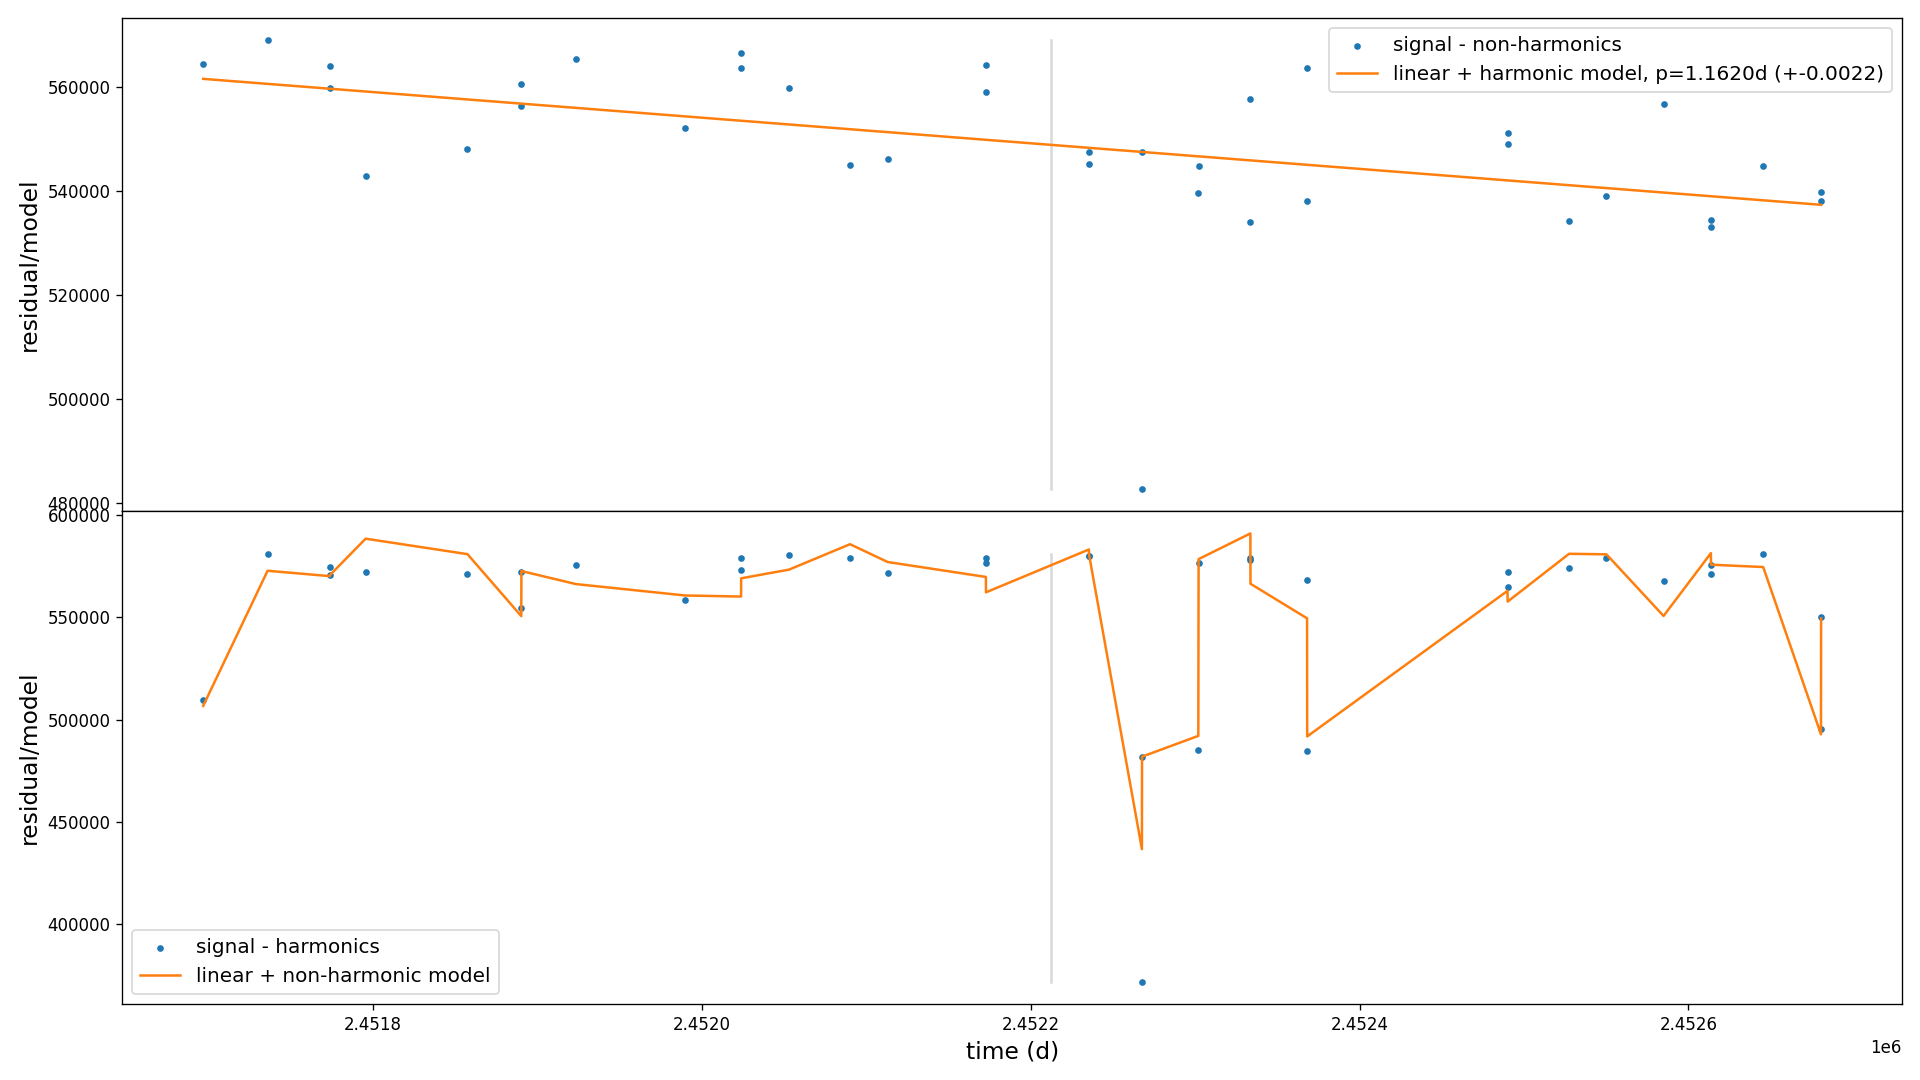 signal - non-harmonics
linear + harmonic model, p=1.1620d (+-0.0022)
560000
540000
520000
500000
480000
residual/model
600000
550000
500000
450000
400000
residual/model
signal - harmonics
linear + non-harmonic model
2.4518
2.4520
2.4522
2.4524
2.4526
time (d)
1e6